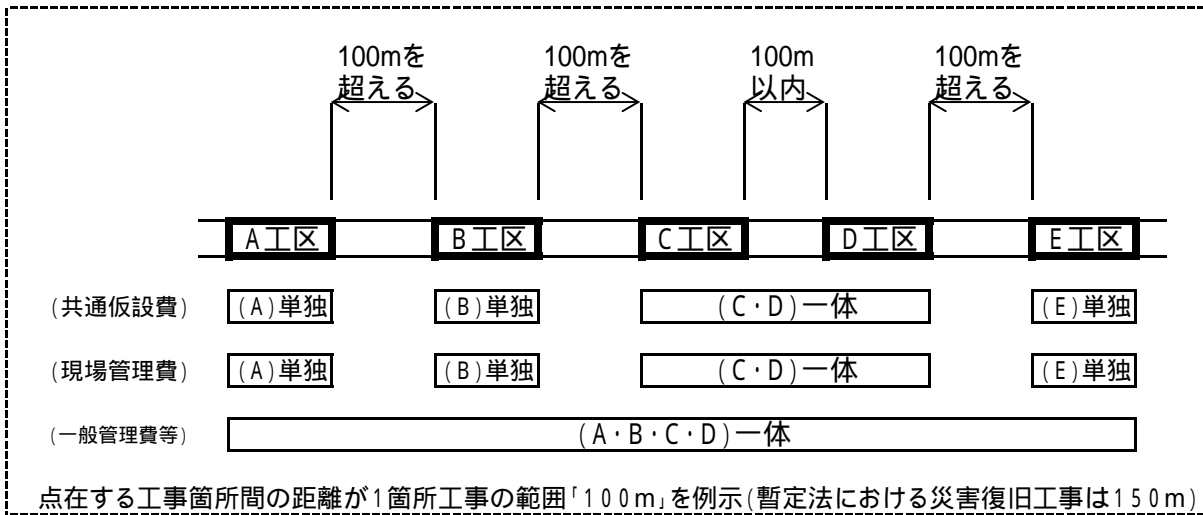 100mを 100mを 100m 100mを
超える 超える 以内 超える
A工区 B工区 C工区 D工区 E工区
(共通仮設費) (A)単独 (B)単独 (C・D)一体 (E)単独
(現場管理費) (A)単独 (B)単独 (C・D)一体 (E)単独
(一般管理費等) (A・B・C・D)一体
点在する工事箇所間の距離が1箇所工事の範囲「100m」を例示(暫定法における災害復旧工事は150m)